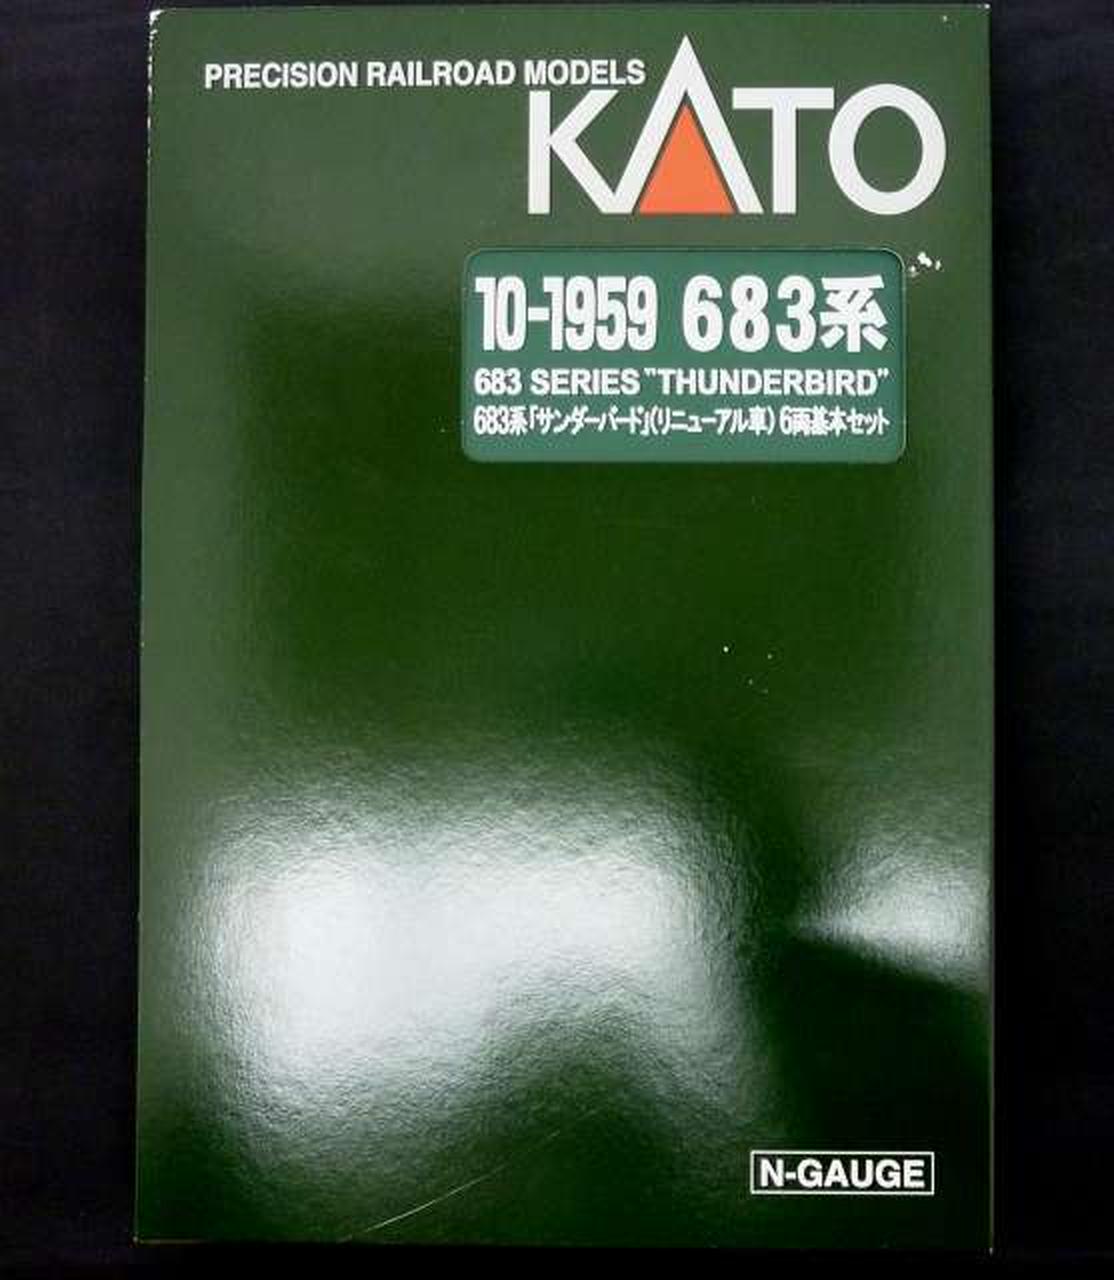 PRECISION RAILROAD MODELS
KATO
10-1959 683系
683 SERIES "THUNDERBIRD"
683系「サンダーバード」(リニューアル車) 6両基本セット
N-GAUGE